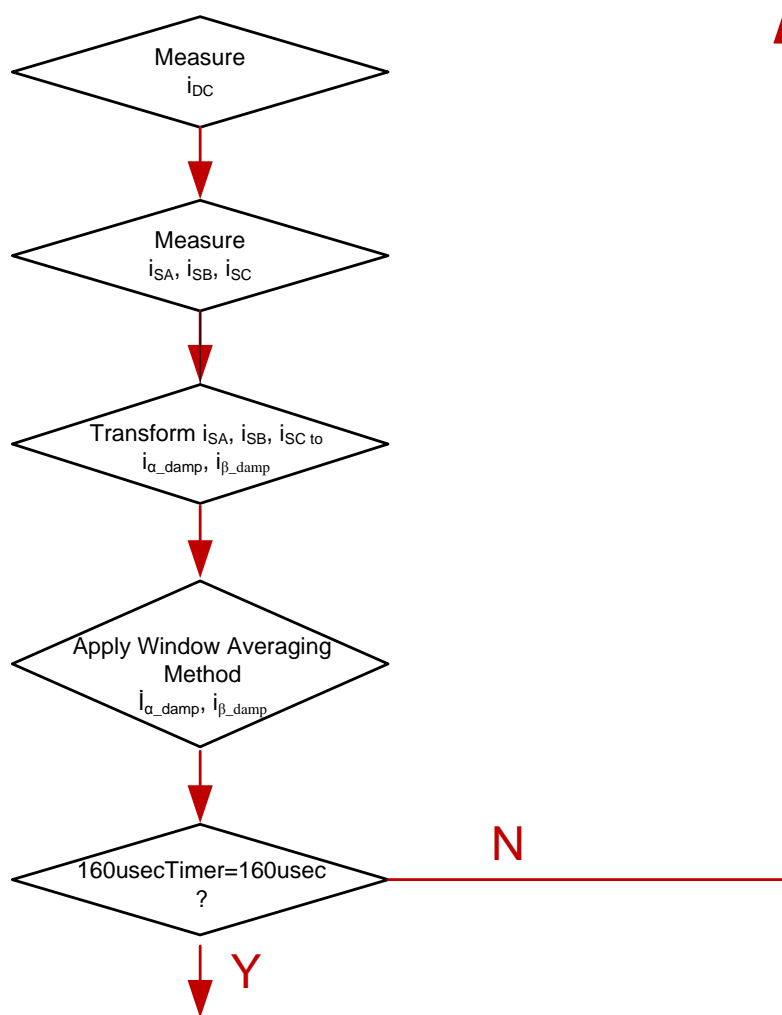 Measure
iDC
Measure
iSA, iSB, iSC
Transform iSA, iSB, iSC to
iα_damp, iβ_damp
Apply Window Averaging
Method
iα_damp, iβ_damp
160usecTimer=160usec
?
N
Y